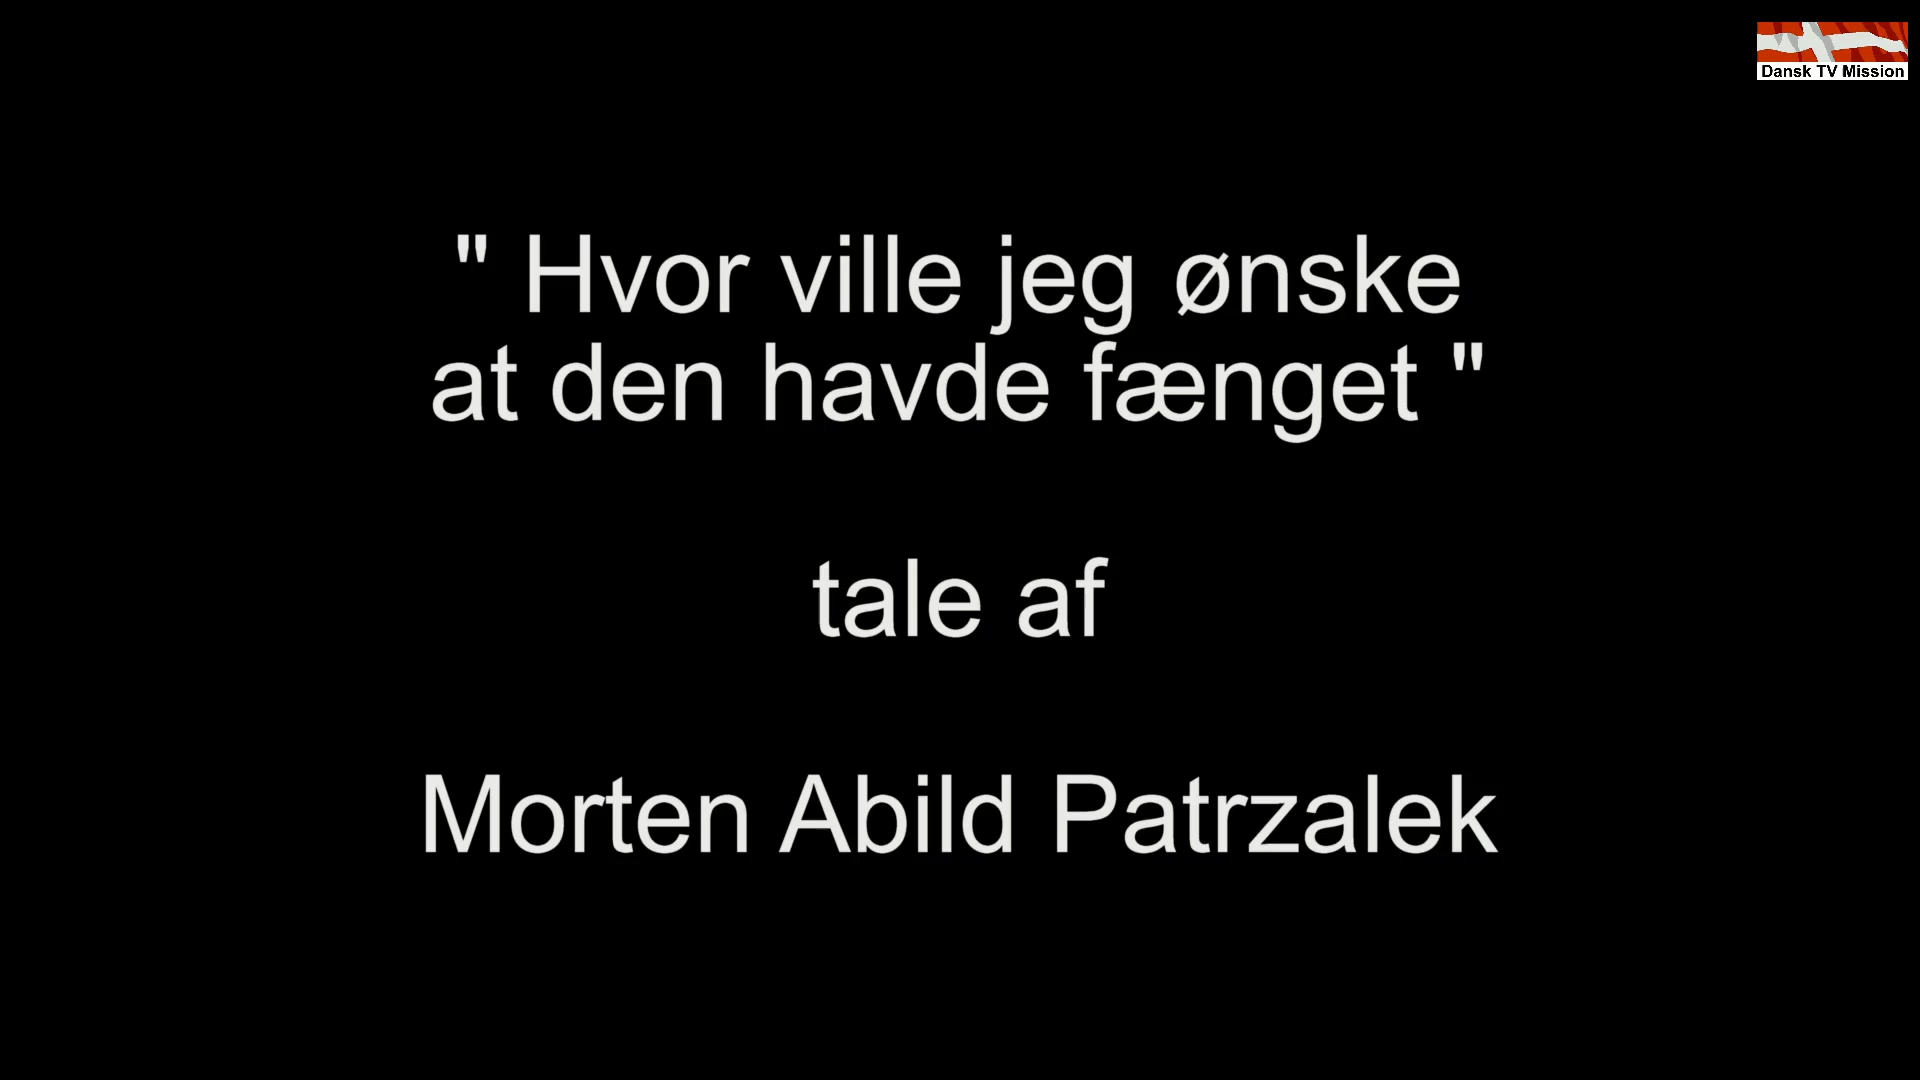 Dansk TV Mission
" Hvor ville jeg ønske
at den havde fænget "
tale af
Morten Abild Patrzalek